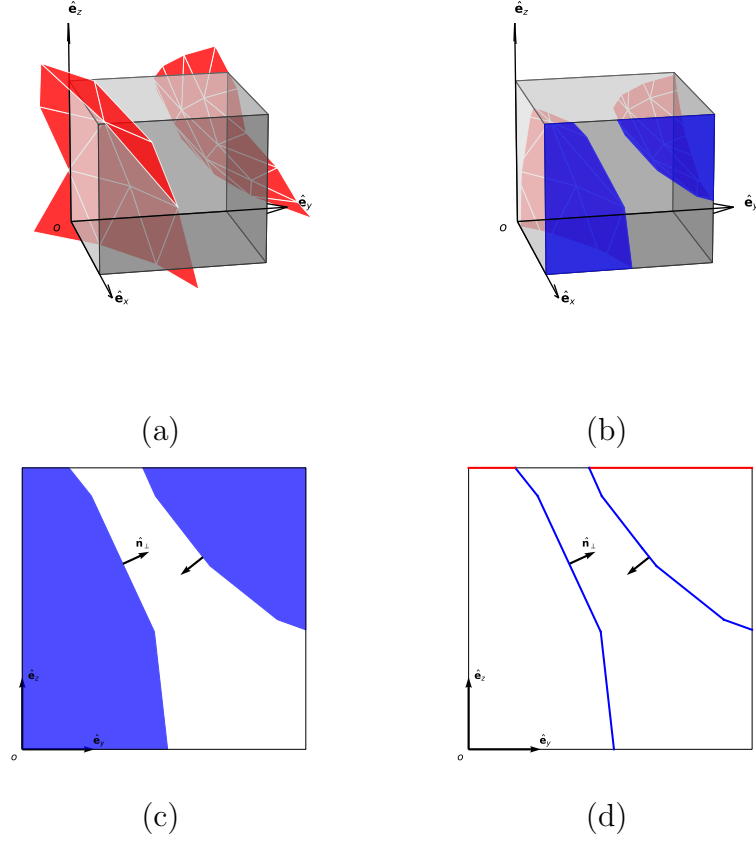 ê_z ê_z
ê_y ê_y
o o
ê_x ê_x
(a) (b)
n̂_⊥ n̂_⊥
ê_z ê_z
ê_y ê_y
o o
(c) (d)